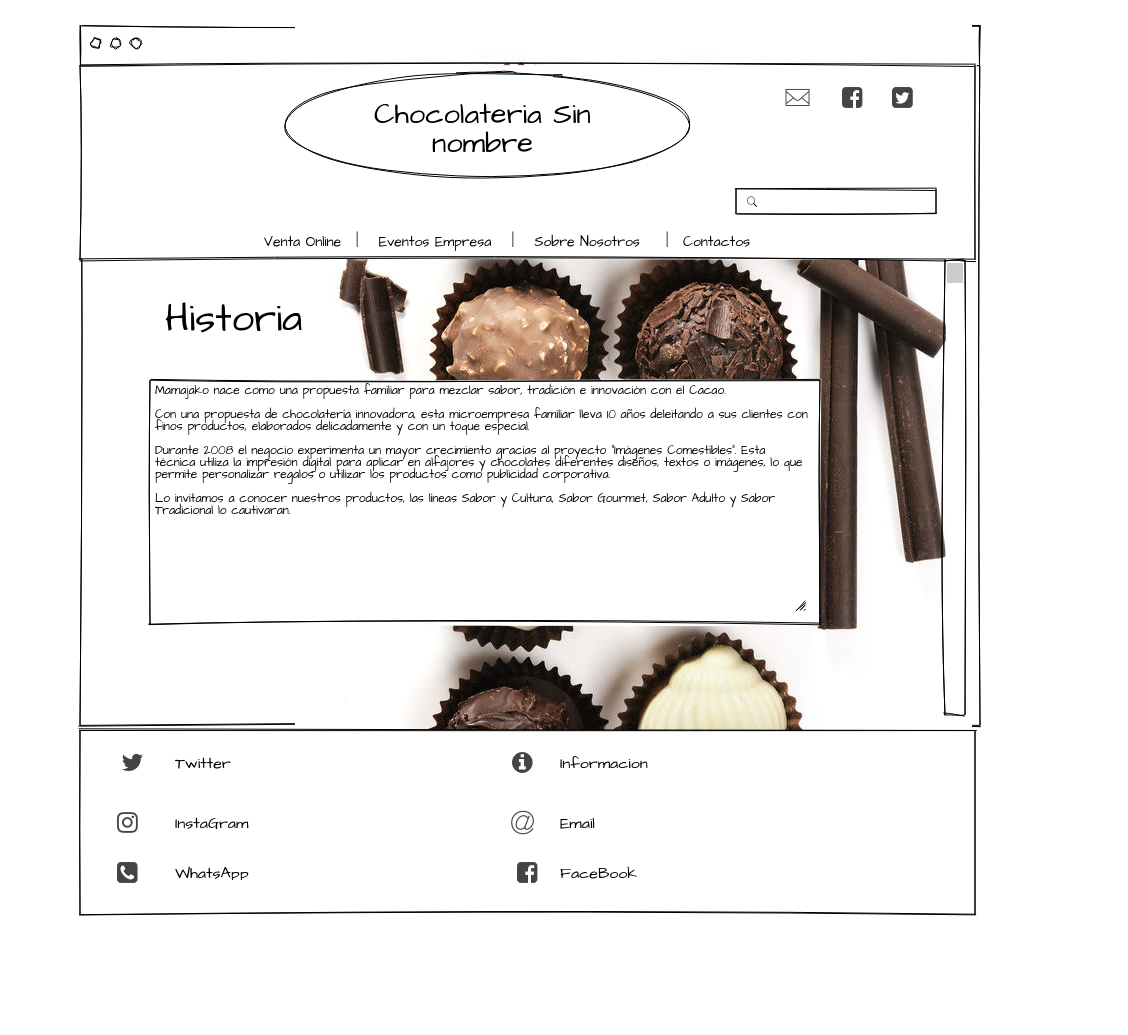 Chocolateria Sin
nombre
Venta Online
Eventos Empresa
Sobre Nosotros
Contactos
Historia
Mamajako nace como una propuesta familiar para mezclar sabor, tradición e innovación con el Cacao.
Con una propuesta de chocolatería innovadora, esta microempresa familiar lleva 10 años deleitando a sus clientes con
finos productos, elaborados delicadamente y con un toque especial.
Durante 2008 el negocio experimenta un mayor crecimiento gracias al proyecto "Imágenes Comestibles". Esta
técnica utiliza la impresión digital para aplicar en alfajores y chocolates diferentes diseños, textos o imágenes, lo que
permite personalizar regalos o utilizar los productos como publicidad corporativa.
Lo invitamos a conocer nuestros productos, las líneas Sabor y Cultura, Sabor Gourmet, Sabor Adulto y Sabor
Tradicional lo cautivaran.
Twitter
Informacion
InstaGram
Email
WhatsApp
FaceBook